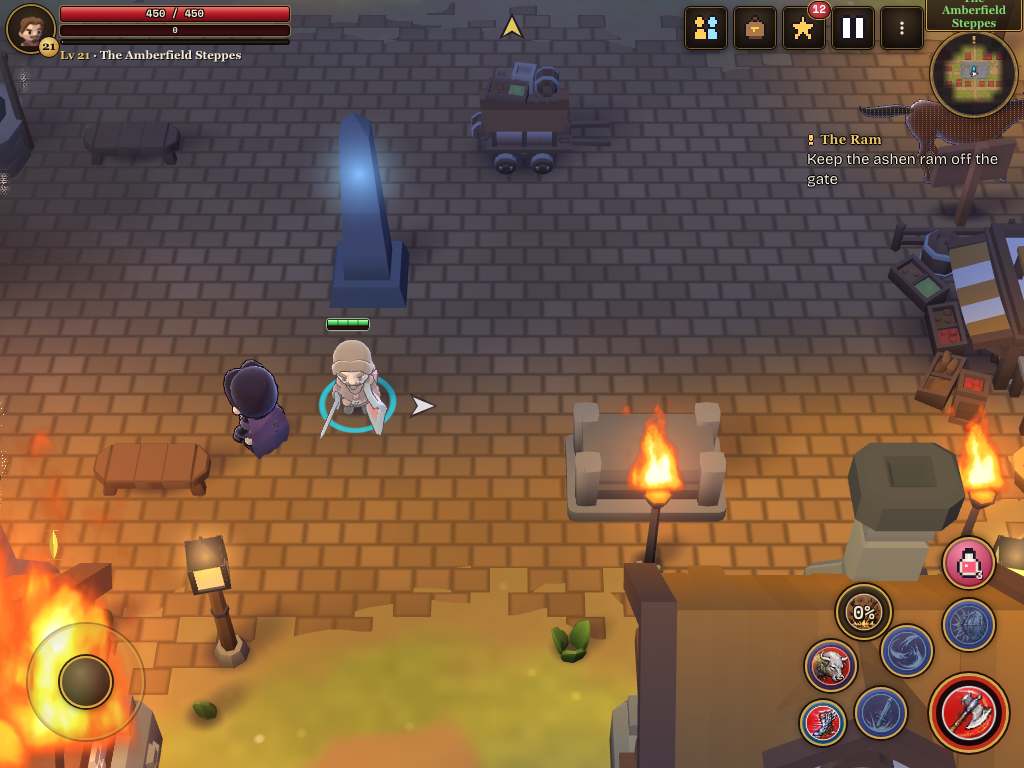 450 / 450
0
21
Lv 21 · The Amberfield Steppes
12
The
Amberfield
Steppes
The Ram
Keep the ashen ram off the
gate
0%